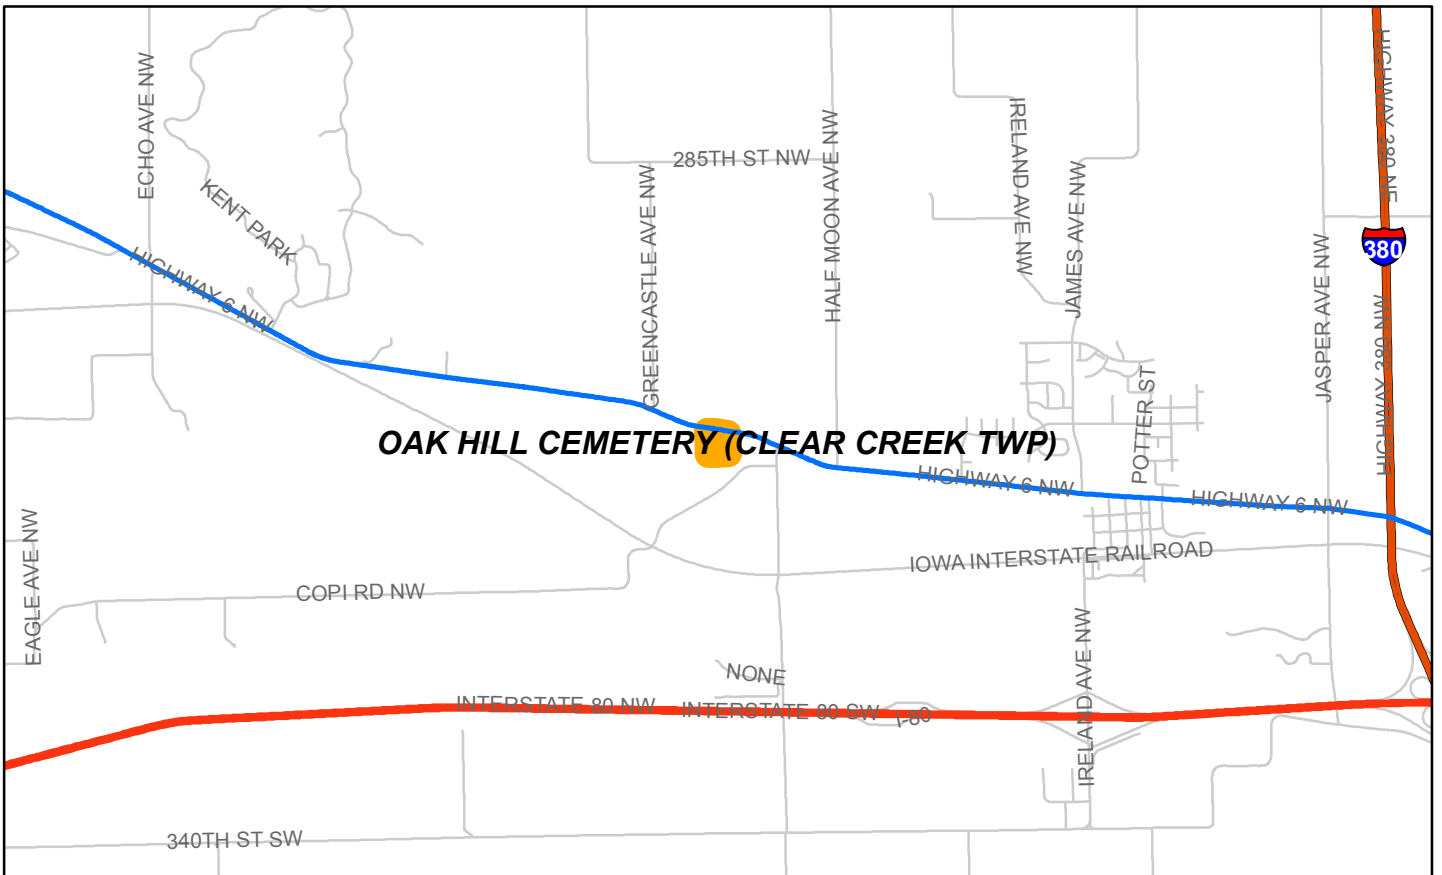 ECHO AVE NW
KENT PARK
HIGHWAY 6 NW
285TH ST NW
GREENCASTLE AVE NW
HALF MOON AVE NW
IRELAND AVE NW
JAMES AVE NW
HIGHWAY 380 NE
380
JASPER AVE NW
HIGHWAY 380 NW
POTTER ST
OAK HILL CEMETERY (CLEAR CREEK TWP)
HIGHWAY 6 NW
HIGHWAY 6 NW
IOWA INTERSTATE RAILROAD
EAGLE AVE NW
COPI RD NW
NONE
IRELAND AVE NW
INTERSTATE 80 NW
INTERSTATE 80 SW
I-80
340TH ST SW